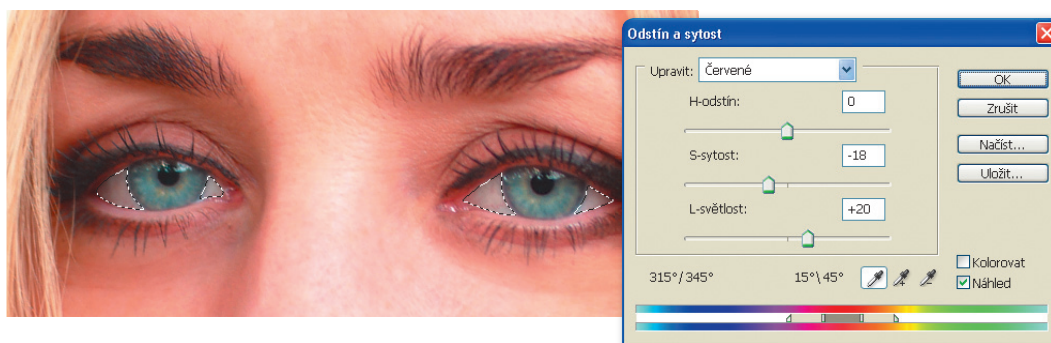 Odstín a sytost
Upravit: Červené
OK
H-odstín: 0
Zrušit
S-sytost: -18
Načíst...
Uložit...
L-světlost: +20
Kolorovat
315°/345° 15°\45°
Náhled